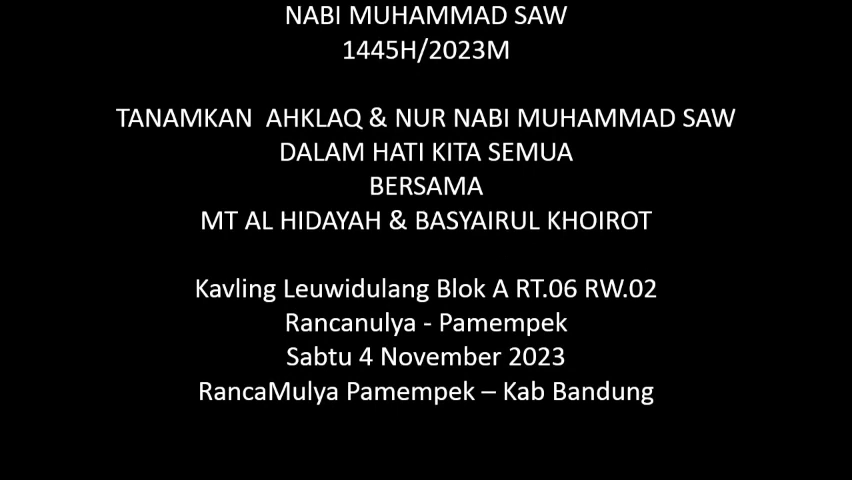 NABI MUHAMMAD SAW
1445H/2023M
TANAMKAN AHKLAQ & NUR NABI MUHAMMAD SAW
DALAM HATI KITA SEMUA
BERSAMA
MT AL HIDAYAH & BASYAIRUL KHOIROT
Kavling Leuwidulang Blok A RT.06 RW.02
Rancanulya - Pamempek
Sabtu 4 November 2023
RancaMulya Pamempek – Kab Bandung